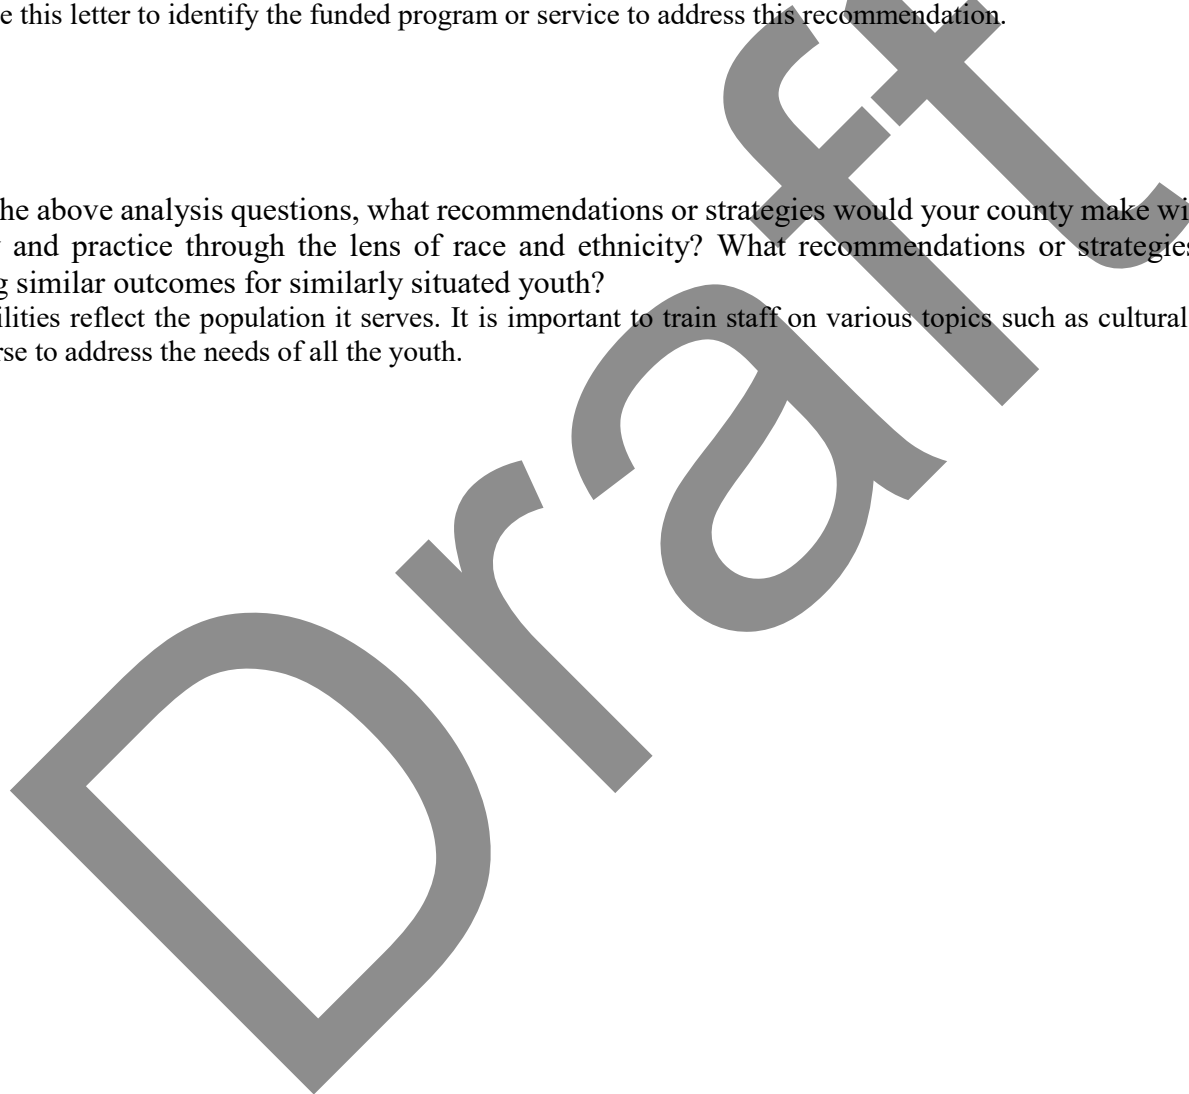 e this letter to identify the funded program or service to address this recommendation.
he above analysis questions, what recommendations or strategies would your county make wi
and practice through the lens of race and ethnicity? What recommendations or strategies
g similar outcomes for similarly situated youth?
ilities reflect the population it serves. It is important to train staff on various topics such as cultural
rse to address the needs of all the youth.
Draft